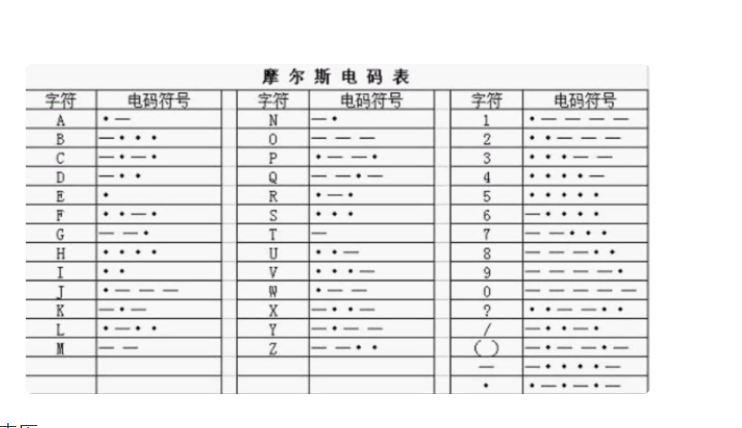 摩尔斯电码表
字符 电码符号 字符 电码符号 字符 电码符号
A •— N —• 1 •————
B —••• O ——— 2 ••———
C —•—• P •——• 3 •••——
D —•• Q ——•— 4 ••••—
E • R •—• 5 •••••
F ••—• S ••• 6 —••••
G ——• T — 7 ——•••
H •••• U ••— 8 ———••
I •• V •••— 9 ————•
J •——— W •—— 0 —————
K —•— X —••— ? ••——••
L •—•• Y —•—— / —••—•
M —— Z ——•• () —•——•—
— —••••—
• •—•—•—